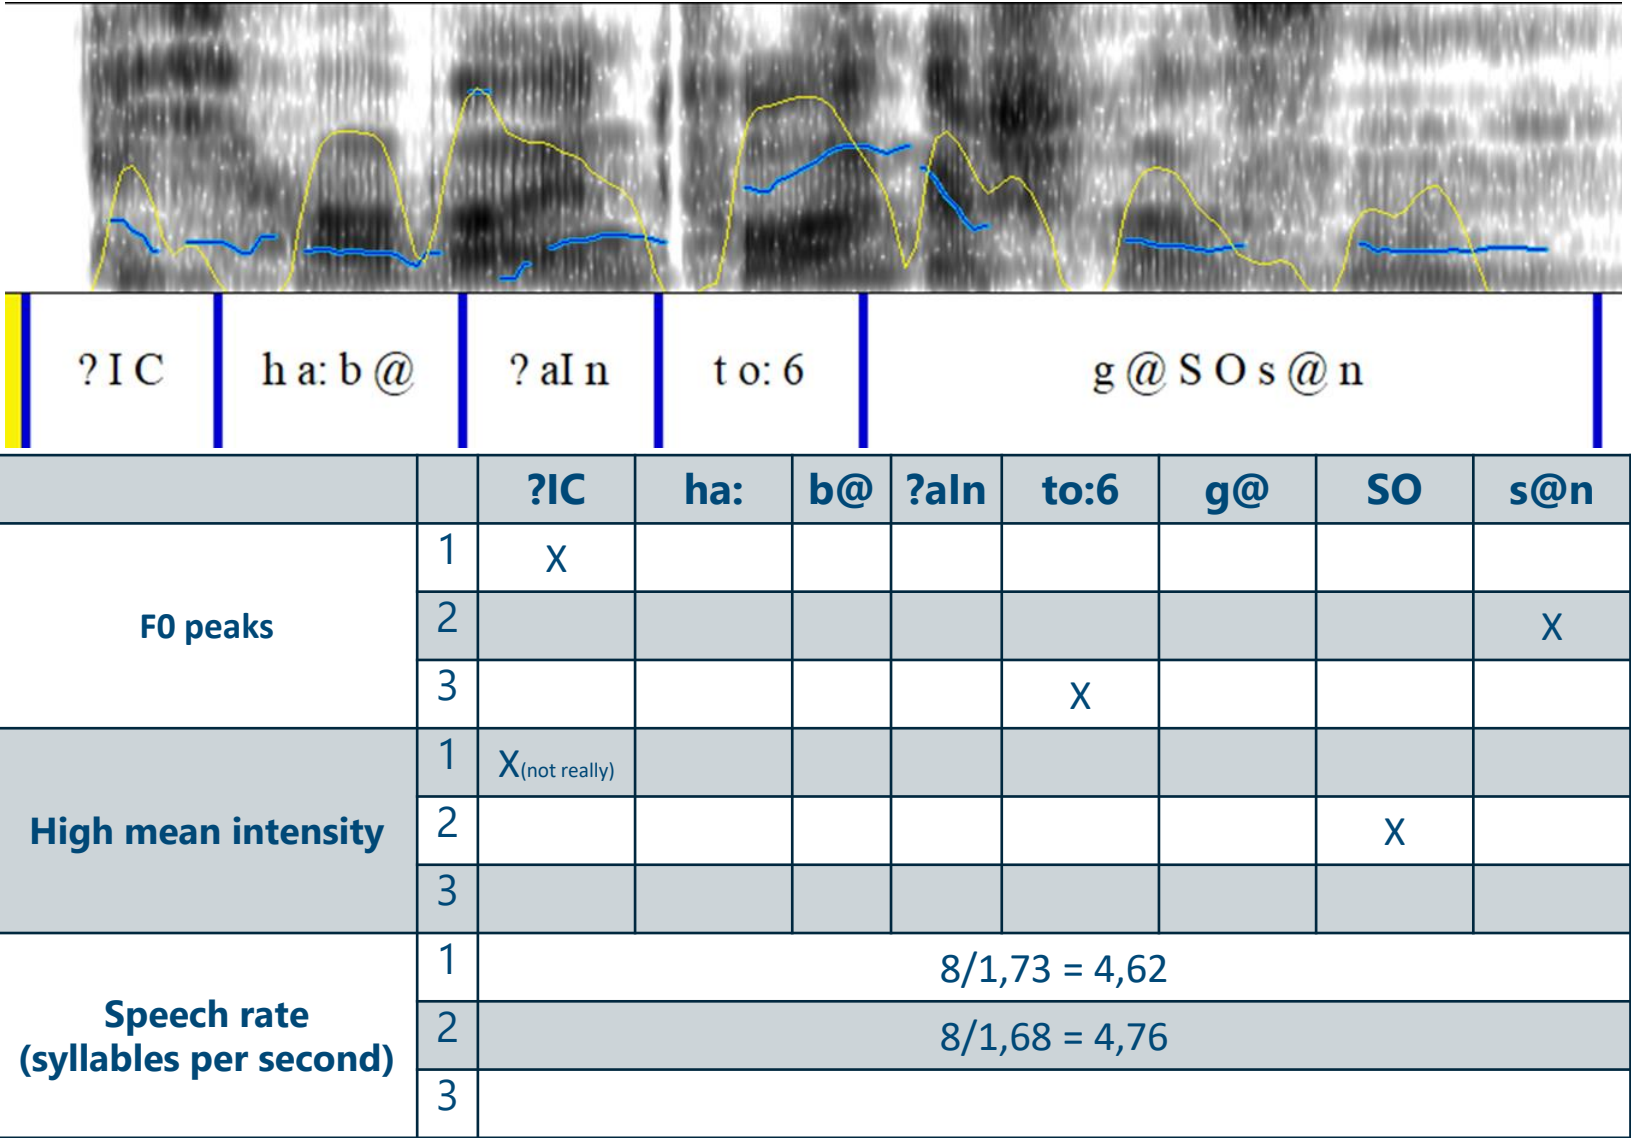 ? I C h a: b @ ? aI n t o: 6 g @ S O s @ n
?IC ha: b@ ?aIn to:6 g@ SO s@n
F0 peaks
1 X
2 X
3 X
High mean intensity
1 X(not really)
2 X
3
Speech rate
(syllables per second)
1 8/1,73 = 4,62
2 8/1,68 = 4,76
3